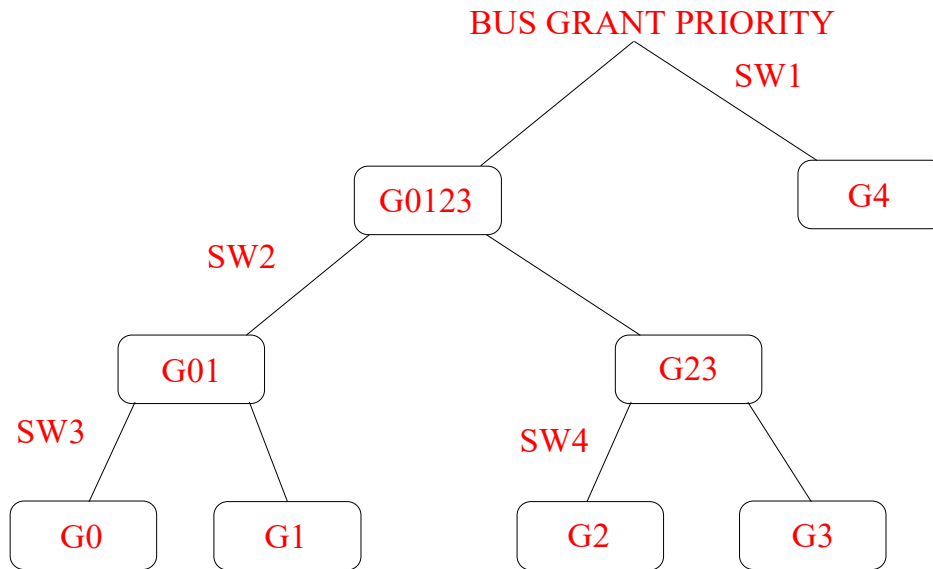 BUS GRANT PRIORITY
SW1
G0123
G4
SW2
G01
G23
SW3
SW4
G0
G1
G2
G3